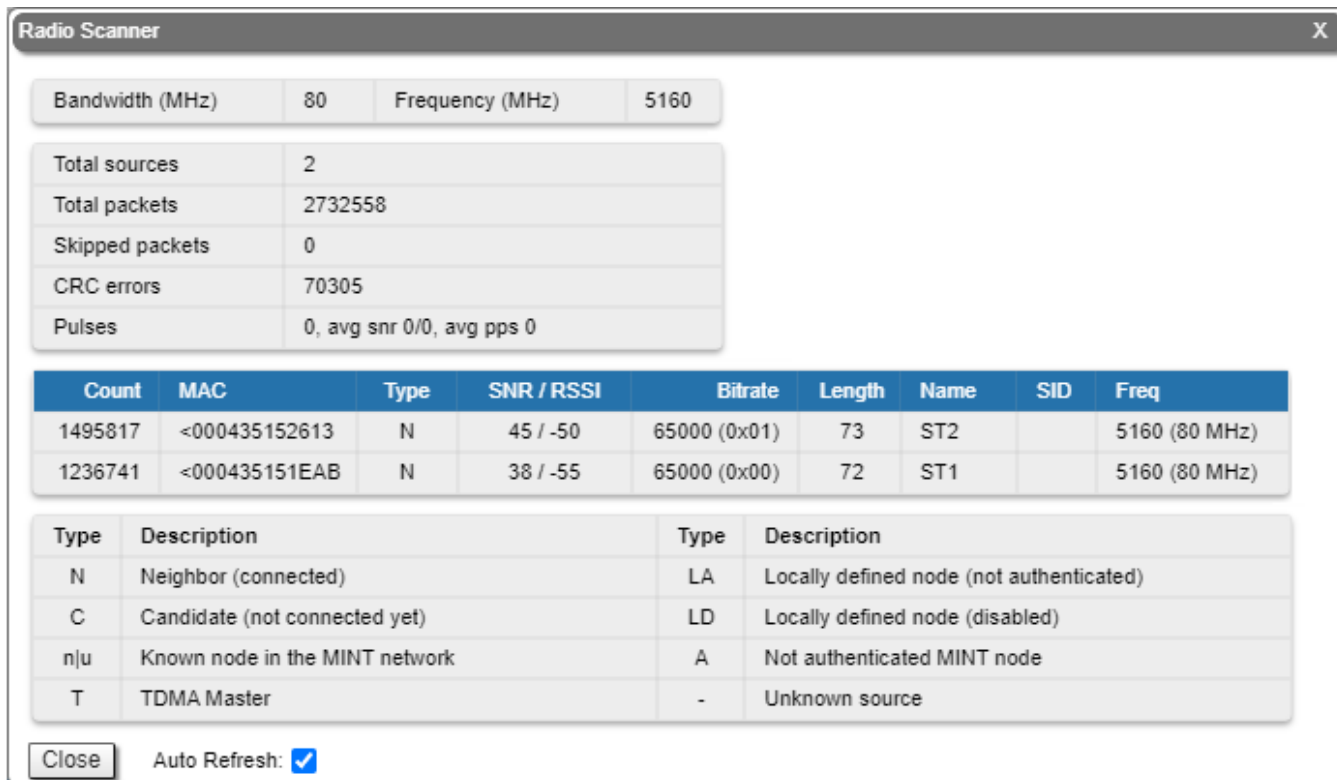 Radio Scanner X
Bandwidth (MHz) 80 Frequency (MHz) 5160
Total sources 2
Total packets 2732558
Skipped packets 0
CRC errors 70305
Pulses 0, avg snr 0/0, avg pps 0
Count MAC Type SNR / RSSI Bitrate Length Name SID Freq
1495817 <000435152613 N 45 / -50 65000 (0x01) 73 ST2 5160 (80 MHz)
1236741 <000435151EAB N 38 / -55 65000 (0x00) 72 ST1 5160 (80 MHz)
Type Description Type Description
N Neighbor (connected) LA Locally defined node (not authenticated)
C Candidate (not connected yet) LD Locally defined node (disabled)
n|u Known node in the MINT network A Not authenticated MINT node
T TDMA Master - Unknown source
Close Auto Refresh: